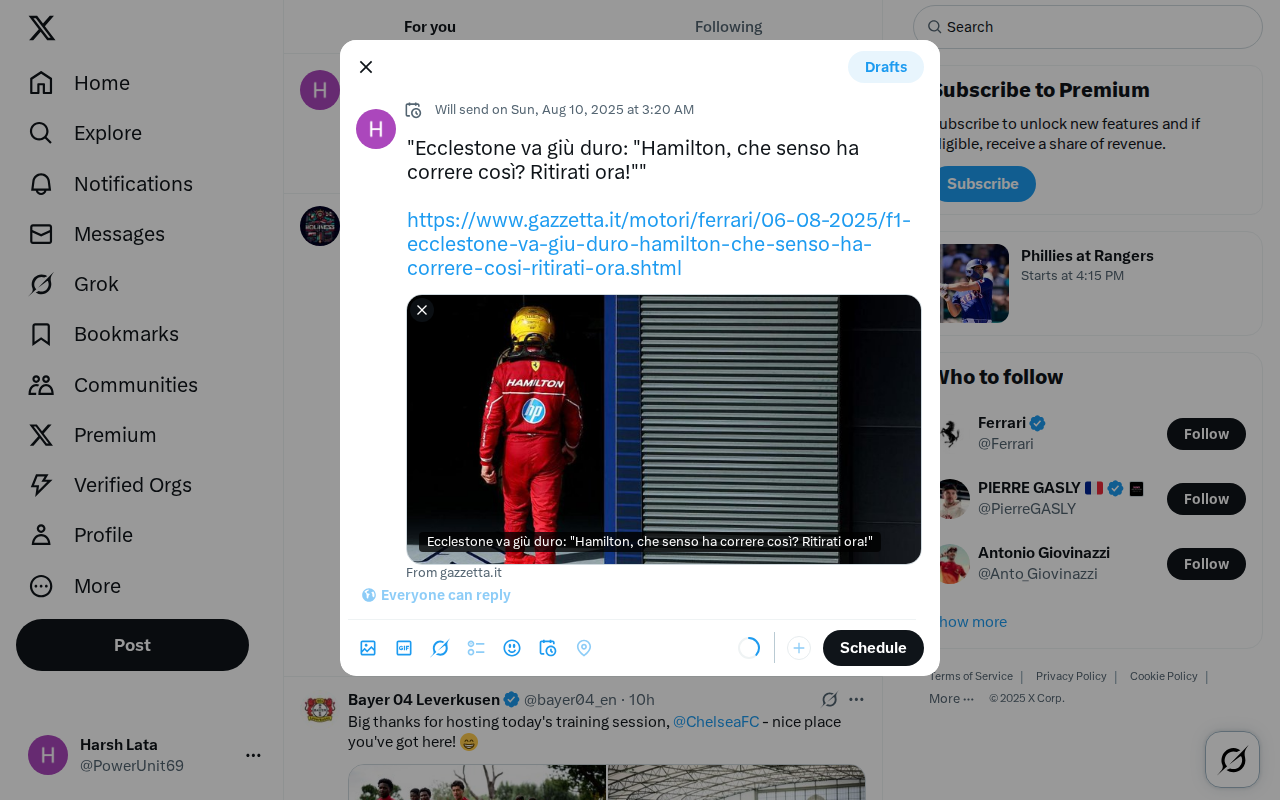 For you
Following
Search
Home
Explore
Notifications
Messages
Grok
Bookmarks
Communities
Premium
Verified Orgs
Profile
More
Post
H
Harsh Lata
@PowerUnit69
H
Drafts
Will send on Sun, Aug 10, 2025 at 3:20 AM
H
"Ecclestone va giù duro: "Hamilton, che senso ha
correre così? Ritirati ora!""
https://www.gazzetta.it/motori/ferrari/06-08-2025/f1-
ecclestone-va-giu-duro-hamilton-che-senso-ha-
correre-cosi-ritirati-ora.shtml
HAMILTON
hp
Ecclestone va giù duro: "Hamilton, che senso ha correre così? Ritirati ora!"
From gazzetta.it
Everyone can reply
GIF
Schedule
Bayer 04 Leverkusen @bayer04_en · 10h
Big thanks for hosting today's training session, @ChelseaFC - nice place
you've got here! 😄
ubscribe to Premium
ubscribe to unlock new features and if
ligible, receive a share of revenue.
Subscribe
Phillies at Rangers
Starts at 4:15 PM
Who to follow
Ferrari
@Ferrari
Follow
PIERRE GASLY 🇫🇷
@PierreGASLY
Follow
Antonio Giovinazzi
@Anto_Giovinazzi
Follow
how more
Terms of Service | Privacy Policy | Cookie Policy |
More ··· © 2025 X Corp.